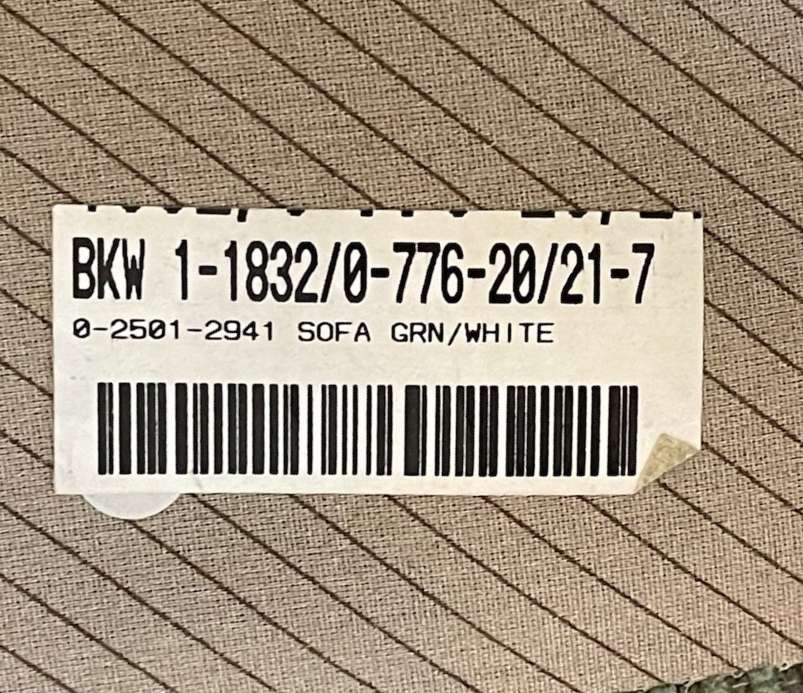 BKW 1-1832/0-776-20/21-7
0-2501-2941 SOFA GRN/WHITE